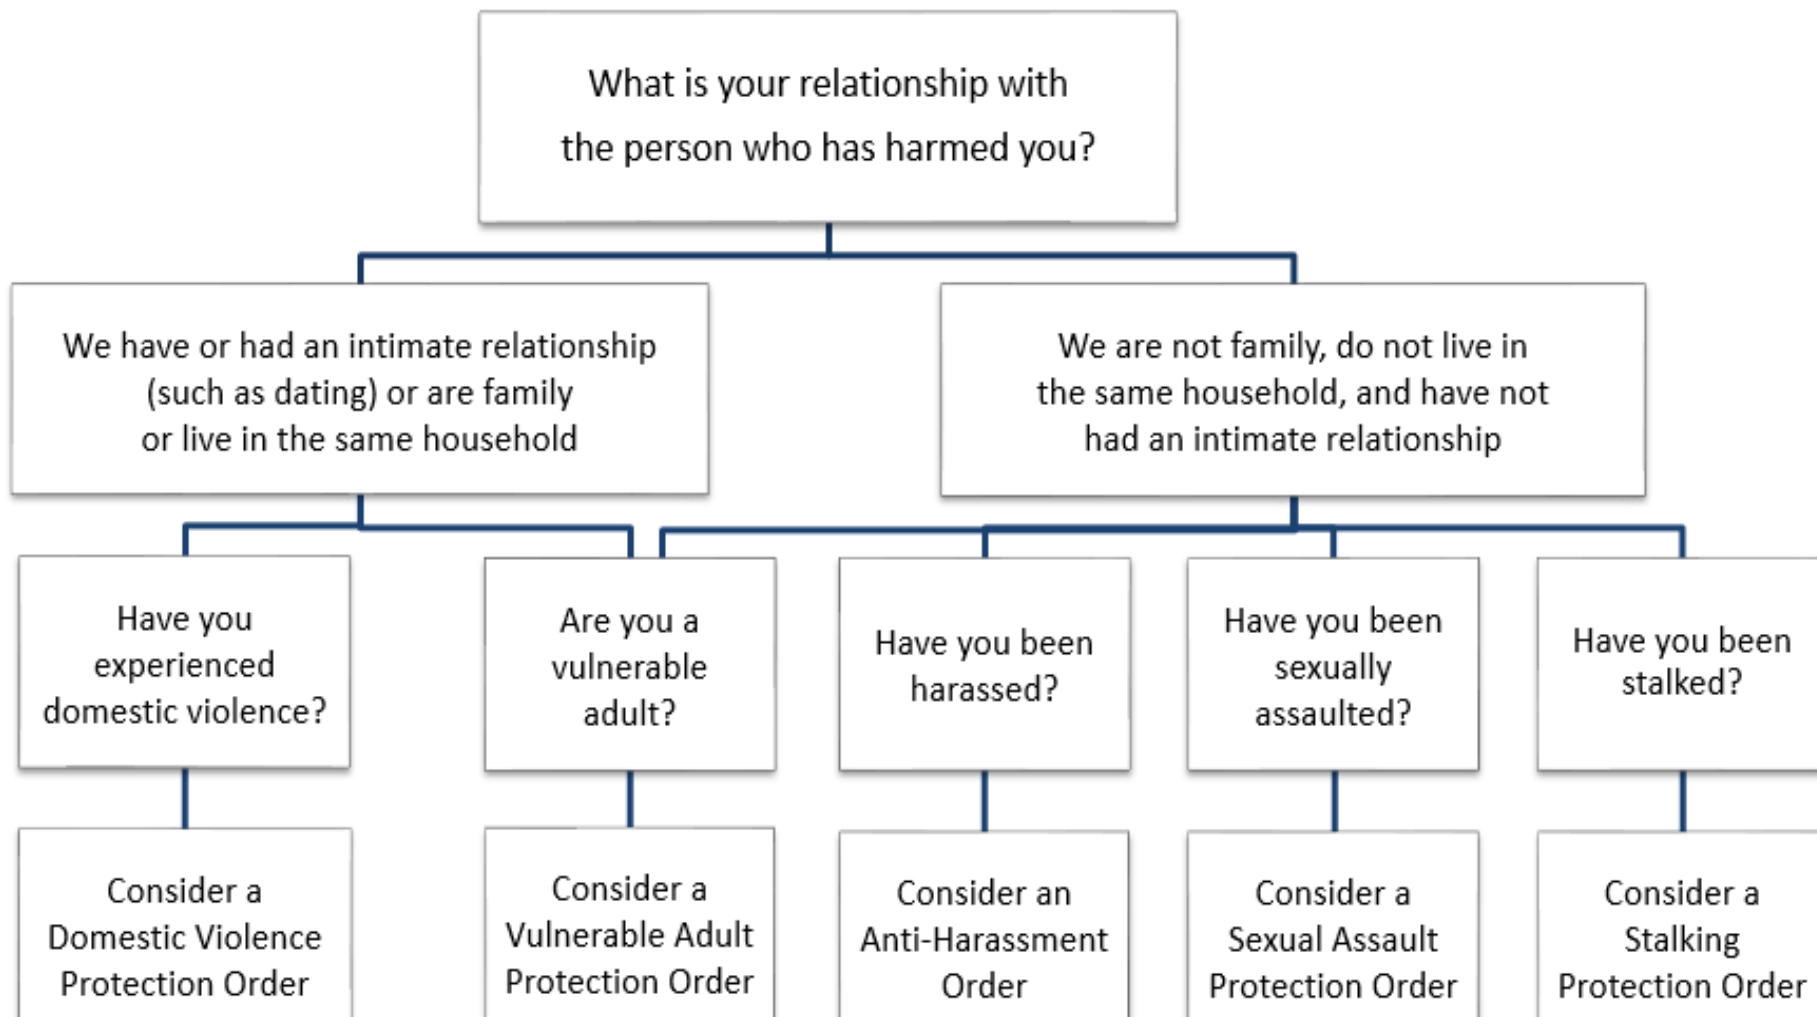 What is your relationship with
the person who has harmed you?
We have or had an intimate relationship
(such as dating) or are family
or live in the same household
We are not family, do not live in
the same household, and have not
had an intimate relationship
Have you
experienced
domestic violence?
Are you a
vulnerable
adult?
Have you been
harassed?
Have you been
sexually
assaulted?
Have you been
stalked?
Consider a
Domestic Violence
Protection Order
Consider a
Vulnerable Adult
Protection Order
Consider an
Anti-Harassment
Order
Consider a
Sexual Assault
Protection Order
Consider a
Stalking
Protection Order